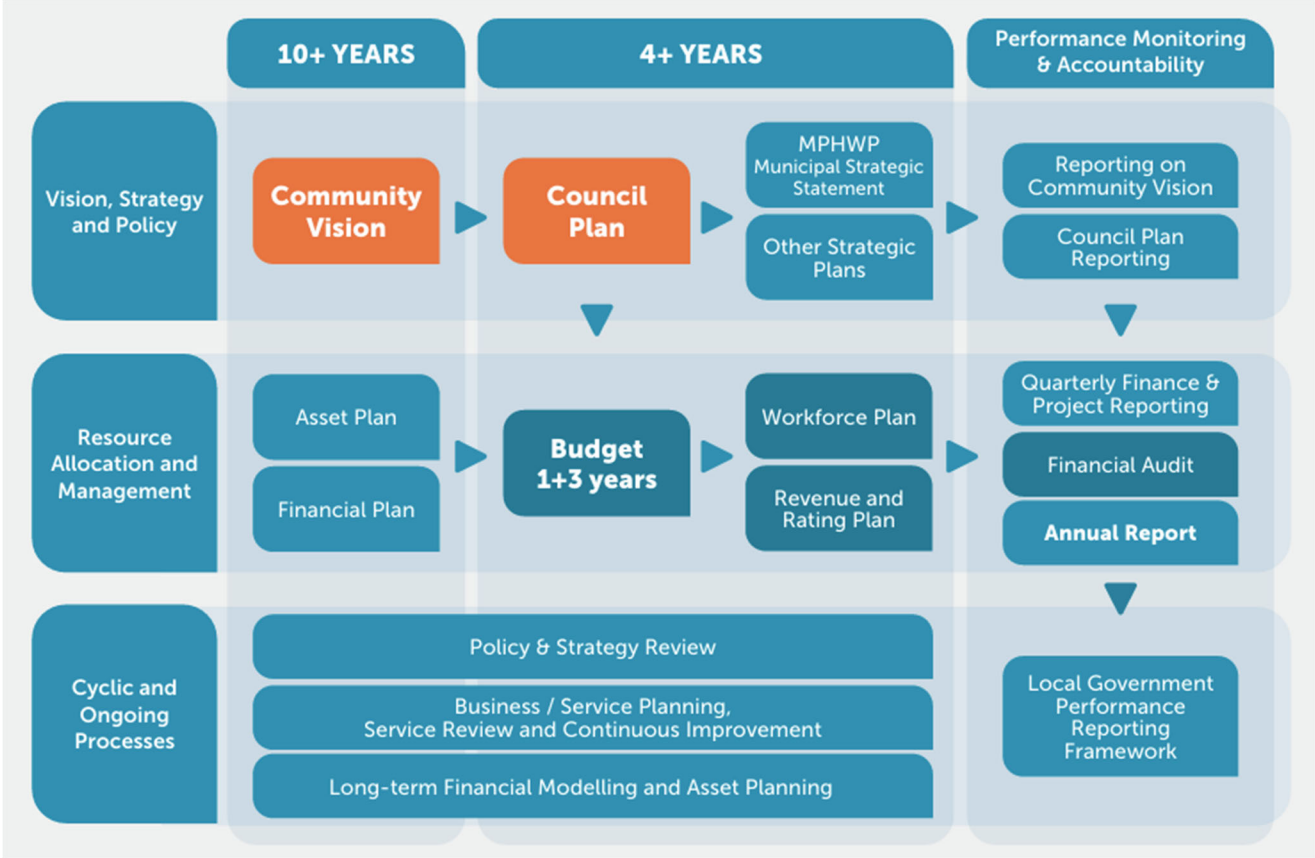 10+ YEARS
4+ YEARS
Performance Monitoring
& Accountability
Vision, Strategy
and Policy
Community
Vision
Council
Plan
MPHWP
Municipal Strategic
Statement
Other Strategic
Plans
Reporting on
Community Vision
Council Plan
Reporting
Resource
Allocation and
Management
Asset Plan
Financial Plan
Budget
1+3 years
Workforce Plan
Revenue and
Rating Plan
Quarterly Finance &
Project Reporting
Financial Audit
Annual Report
Cyclic and
Ongoing
Processes
Policy & Strategy Review
Business / Service Planning,
Service Review and Continuous Improvement
Long-term Financial Modelling and Asset Planning
Local Government
Performance
Reporting
Framework